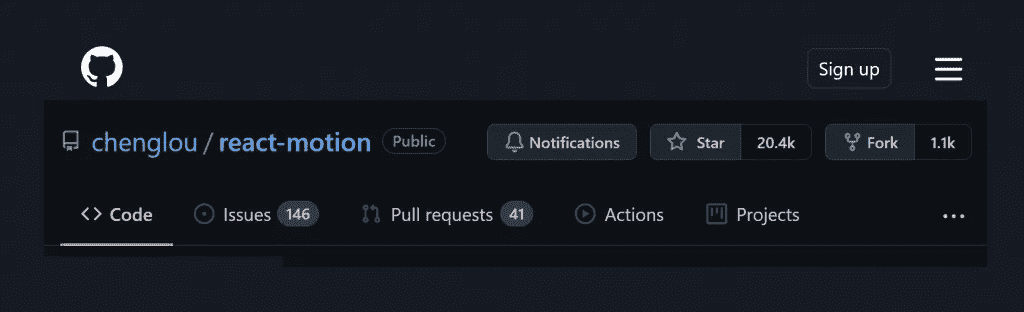 Sign up
chenglou / react-motion Public Notifications Star 20.4k Fork 1.1k
Code Issues 146 Pull requests 41 Actions Projects